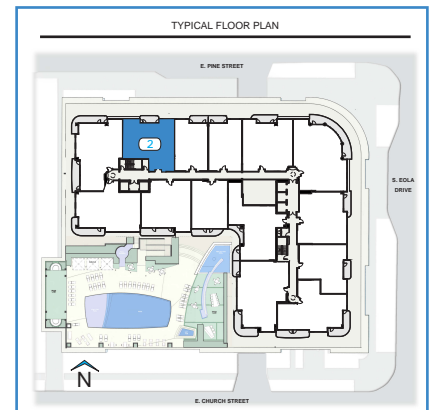 TYPICAL FLOOR PLAN
E. PINE STREET
2
S. EOLA
DRIVE
N
E. CHURCH STREET